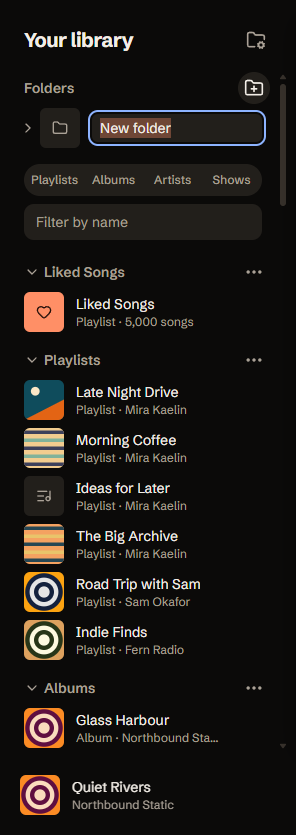 Your library
Folders
New folder
Playlists Albums Artists Shows
Filter by name
Liked Songs
Liked Songs
Playlist · 5,000 songs
Playlists
Late Night Drive
Playlist · Mira Kaelin
Morning Coffee
Playlist · Mira Kaelin
Ideas for Later
Playlist · Mira Kaelin
The Big Archive
Playlist · Mira Kaelin
Road Trip with Sam
Playlist · Sam Okafor
Indie Finds
Playlist · Fern Radio
Albums
Glass Harbour
Album · Northbound Sta...
Quiet Rivers
Northbound Static